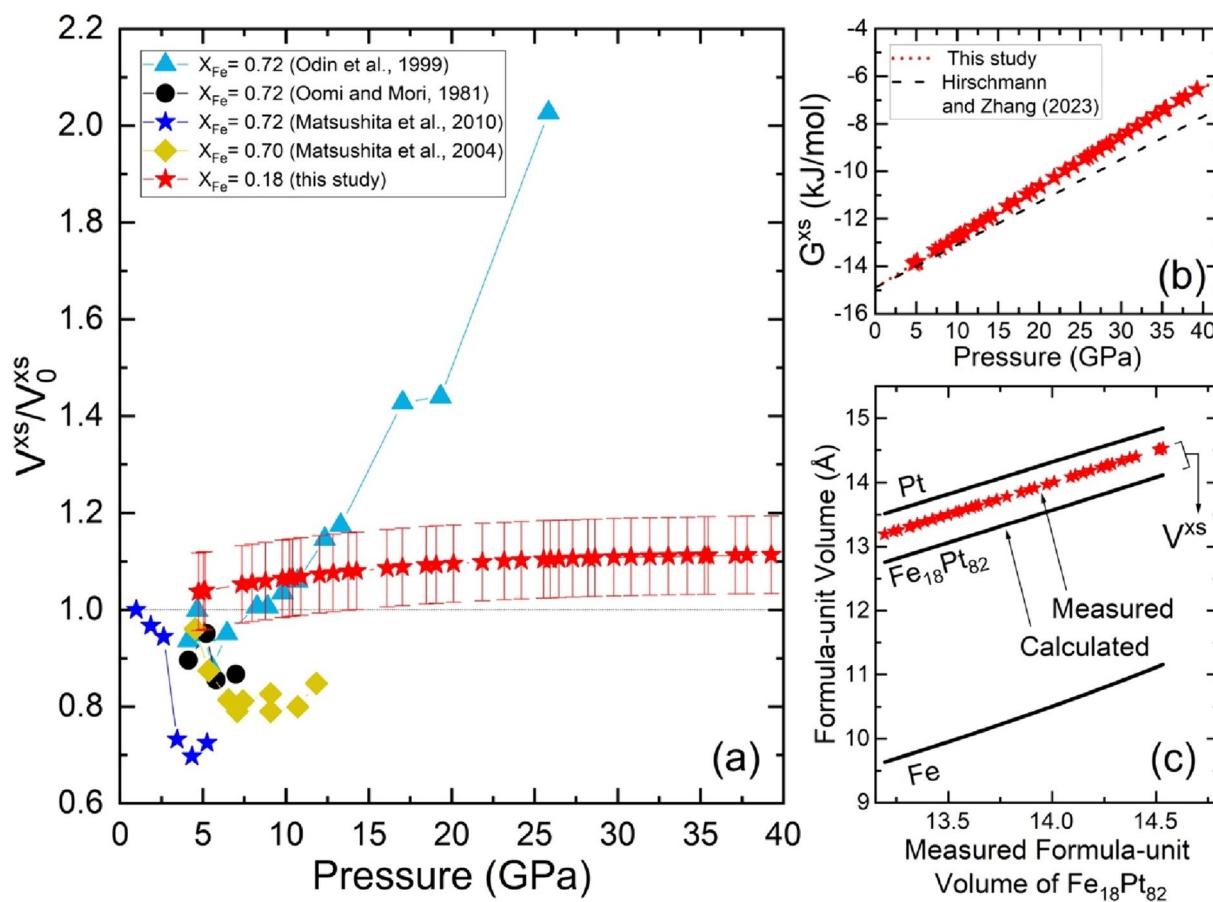 2.2
2.0
1.8
1.6
1.4
1.2
1.0
0.8
0.6
V^xs/V_0^xs
X_Fe= 0.72 (Odin et al., 1999)
X_Fe= 0.72 (Oomi and Mori, 1981)
X_Fe= 0.72 (Matsushita et al., 2010)
X_Fe= 0.70 (Matsushita et al., 2004)
X_Fe= 0.18 (this study)
(a)
0 5 10 15 20 25 30 35 40
Pressure (GPa)
-4
-6
-8
-10
-12
-14
-16
G^xs (kJ/mol)
This study
Hirschmann
and Zhang (2023)
(b)
0 5 10 15 20 25 30 35 40
Pressure (GPa)
15
14
13
12
11
10
9
Formula-unit Volume (Å)
Pt
V^xs
Fe18Pt82
Measured
Calculated
Fe
(c)
13.5 14.0 14.5
Measured Formula-unit
Volume of Fe18Pt82